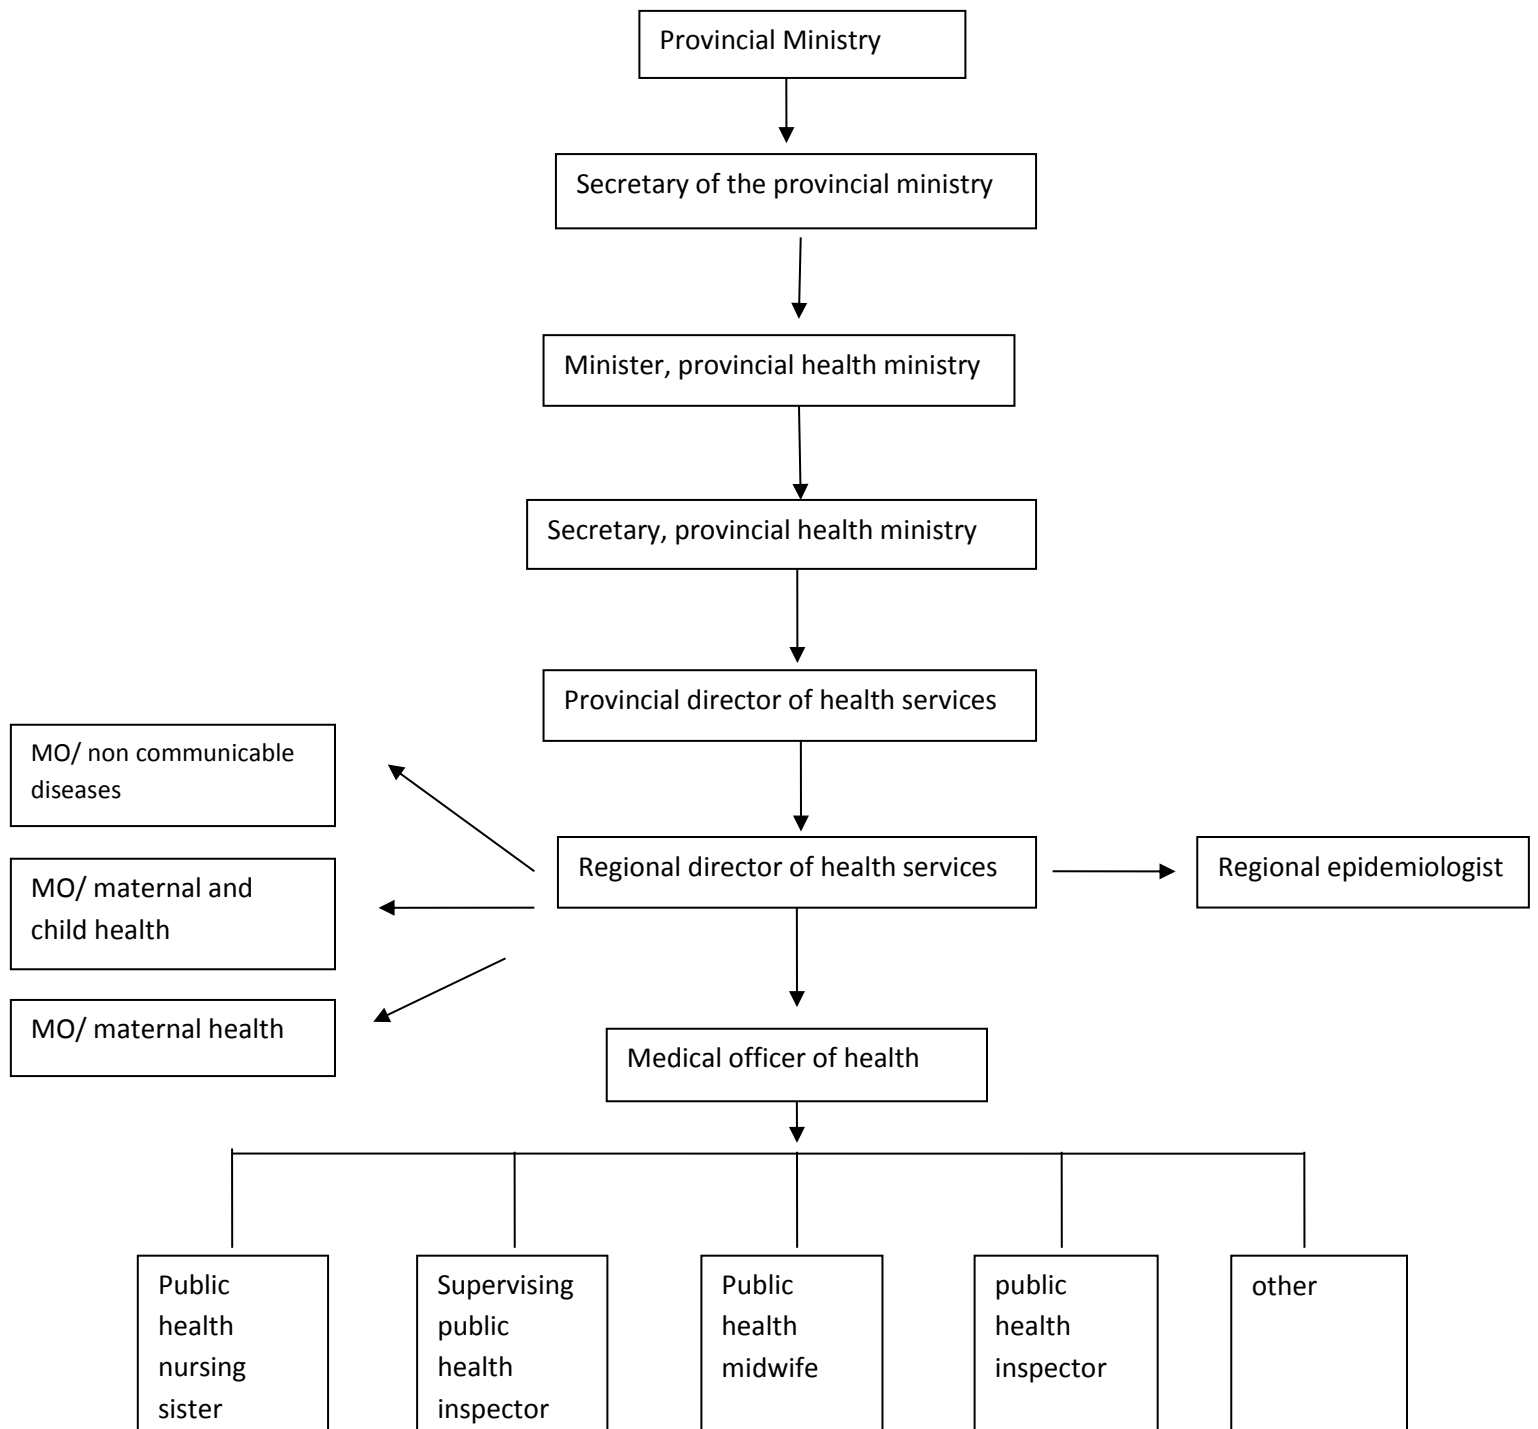 Provincial Ministry
Secretary of the provincial ministry
Minister, provincial health ministry
Secretary, provincial health ministry
Provincial director of health services
MO/ non communicable
diseases
Regional director of health services
Regional epidemiologist
MO/ maternal and
child health
MO/ maternal health
Medical officer of health
Public
health
nursing
sister
Supervising
public
health
inspector
Public
health
midwife
public
health
inspector
other